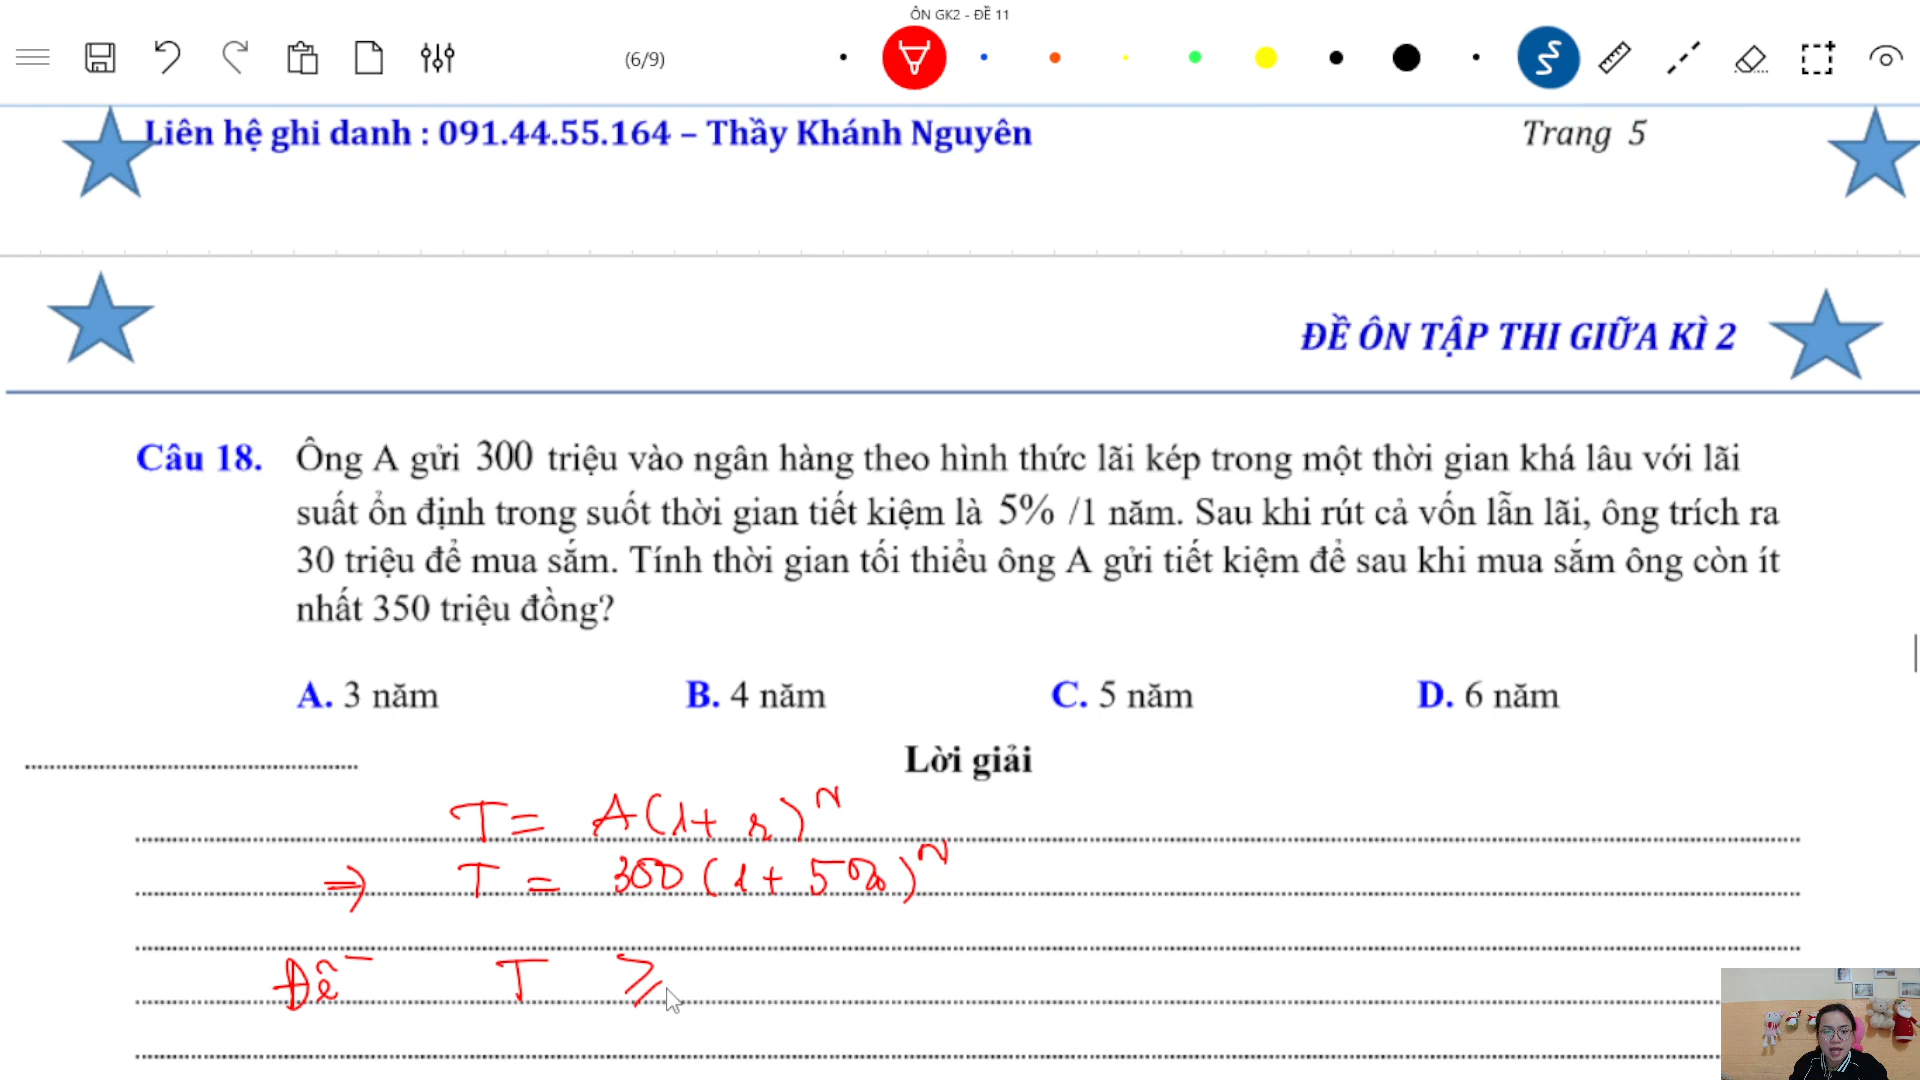 ÔN GK2 - ĐỀ 11
(6/9)
Liên hệ ghi danh : 091.44.55.164 – Thầy Khánh Nguyên
Trang 5
ĐỀ ÔN TẬP THI GIỮA KÌ 2
Câu 18. Ông A gửi 300 triệu vào ngân hàng theo hình thức lãi kép trong một thời gian khá lâu với lãi
suất ổn định trong suốt thời gian tiết kiệm là 5% /1 năm. Sau khi rút cả vốn lẫn lãi, ông trích ra
30 triệu để mua sắm. Tính thời gian tối thiểu ông A gửi tiết kiệm để sau khi mua sắm ông còn ít
nhất 350 triệu đồng?
A. 3 năm B. 4 năm C. 5 năm D. 6 năm
Lời giải
T = A(1+ r)^N
⇒ T = 300 (1 + 5%)^N
Để T ≥